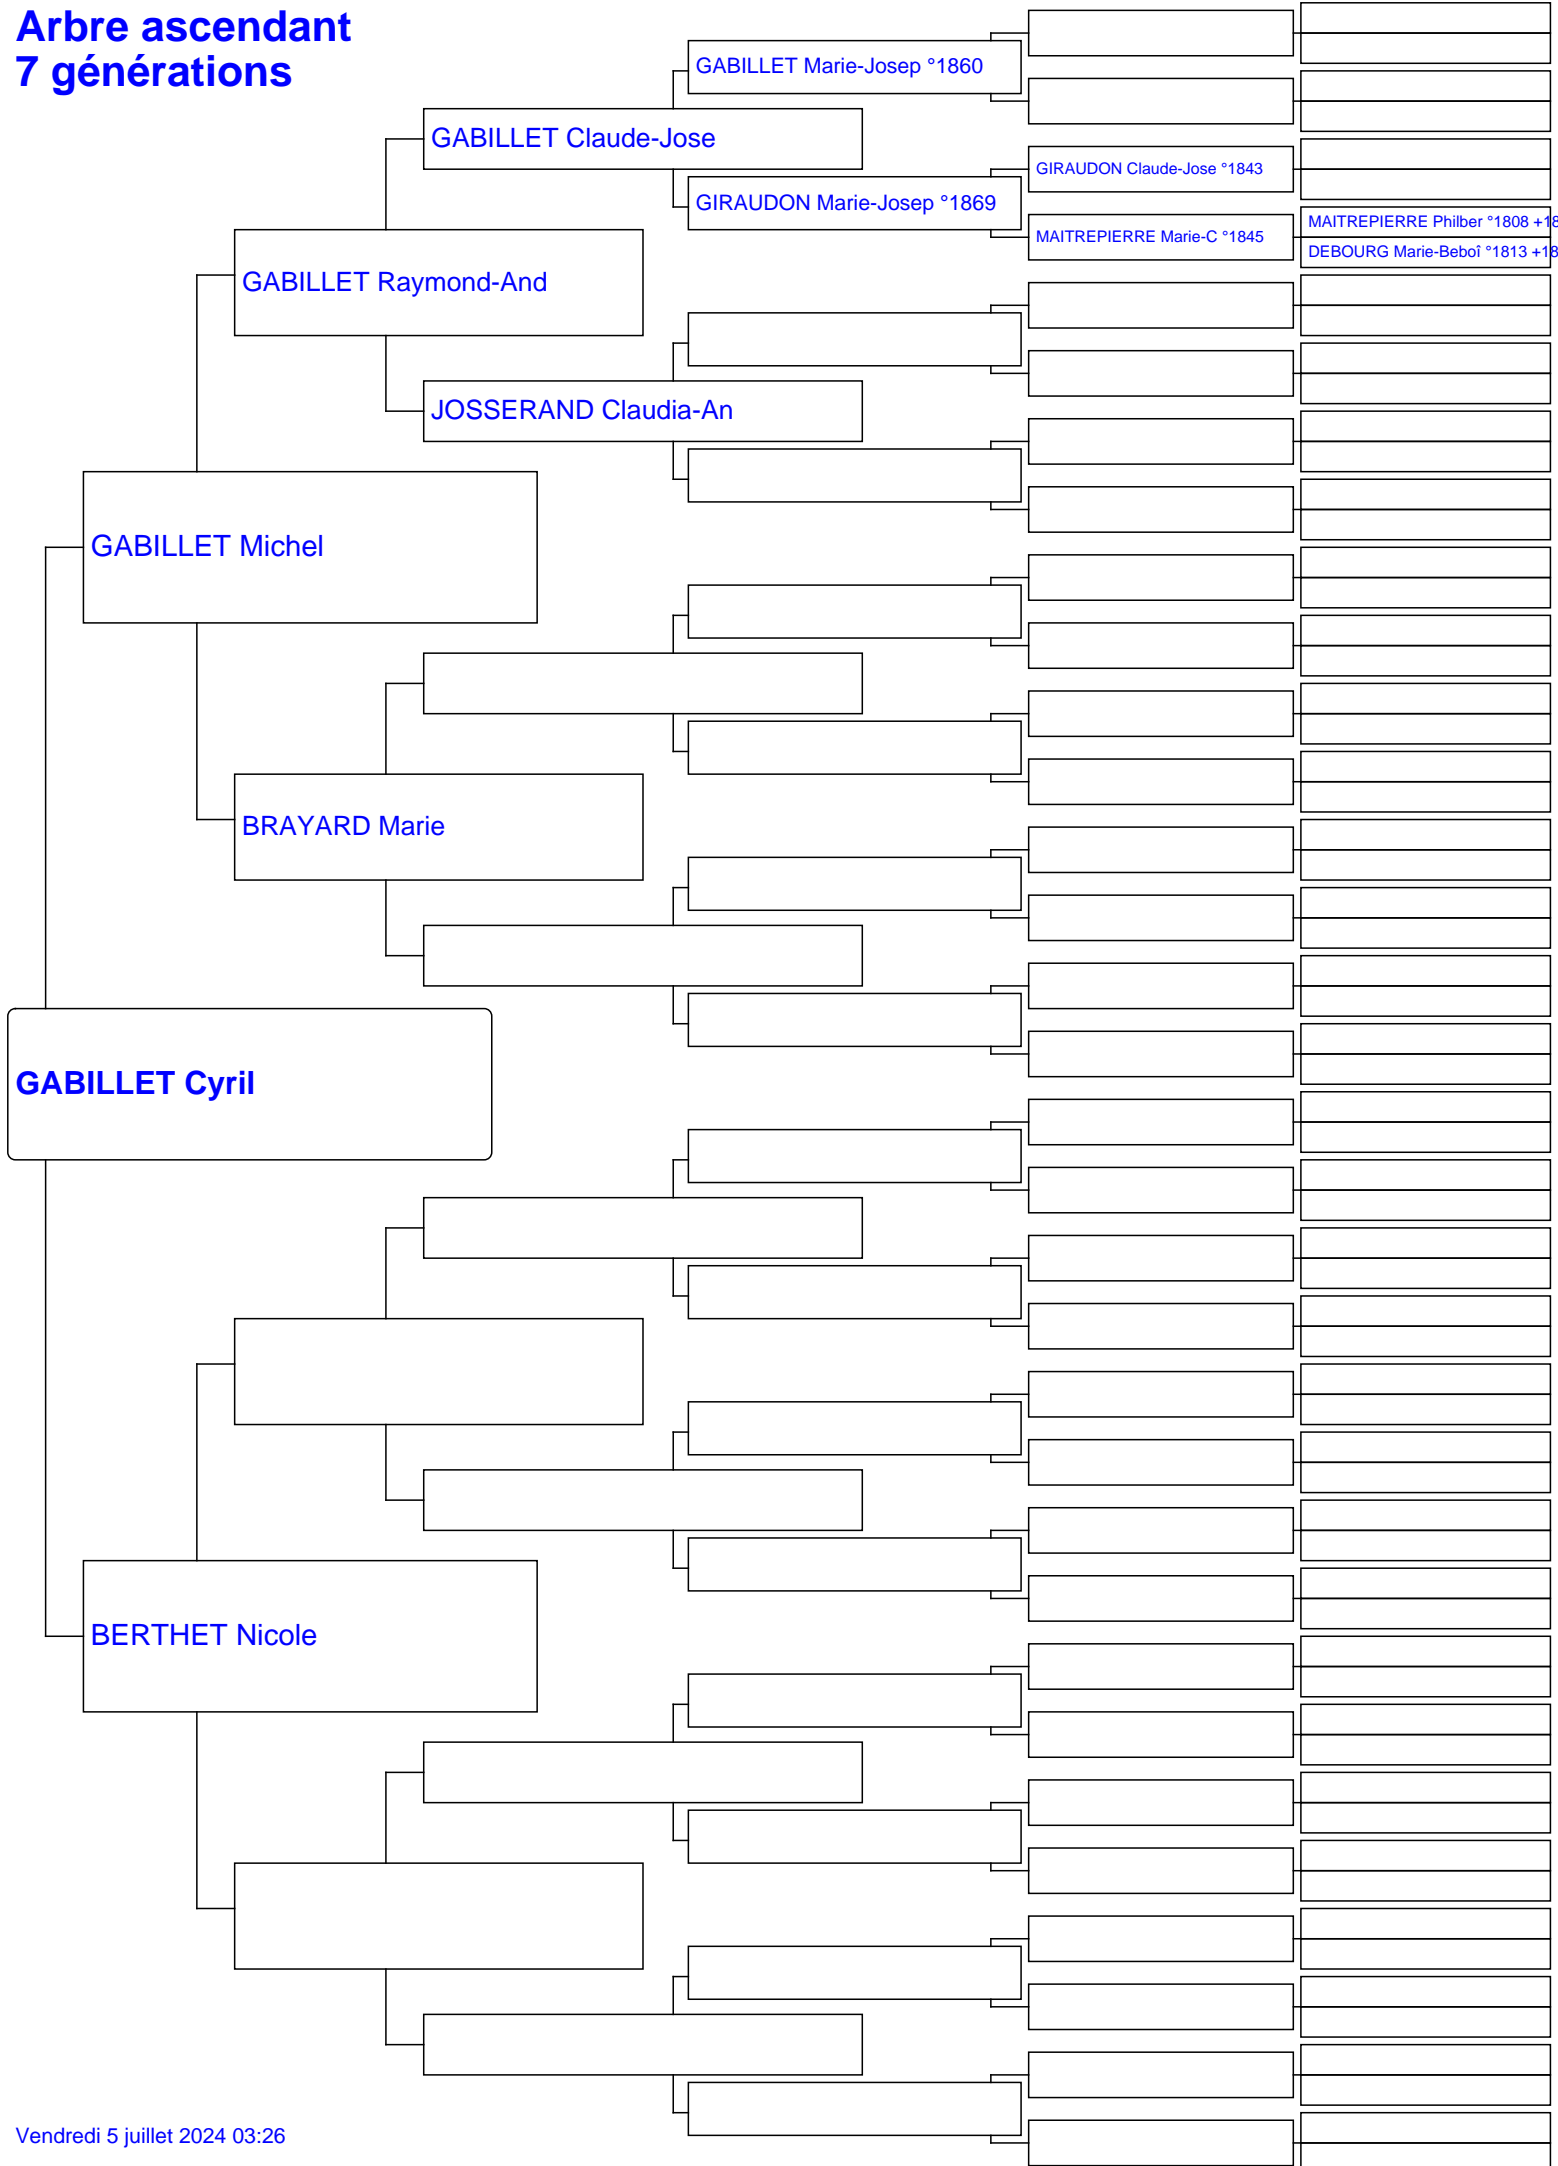 Arbre ascendant
7 générations
GABILLET Marie-Josep °1860
GABILLET Claude-Jose
GIRAUDON Claude-Jose °1843
GIRAUDON Marie-Josep °1869
MAITREPIERRE Philber °1808 +18
MAITREPIERRE Marie-C °1845
DEBOURG Marie-Beboî °1813 +18
GABILLET Raymond-And
JOSSERAND Claudia-An
GABILLET Michel
BRAYARD Marie
GABILLET Cyril
BERTHET Nicole
Vendredi 5 juillet 2024 03:26